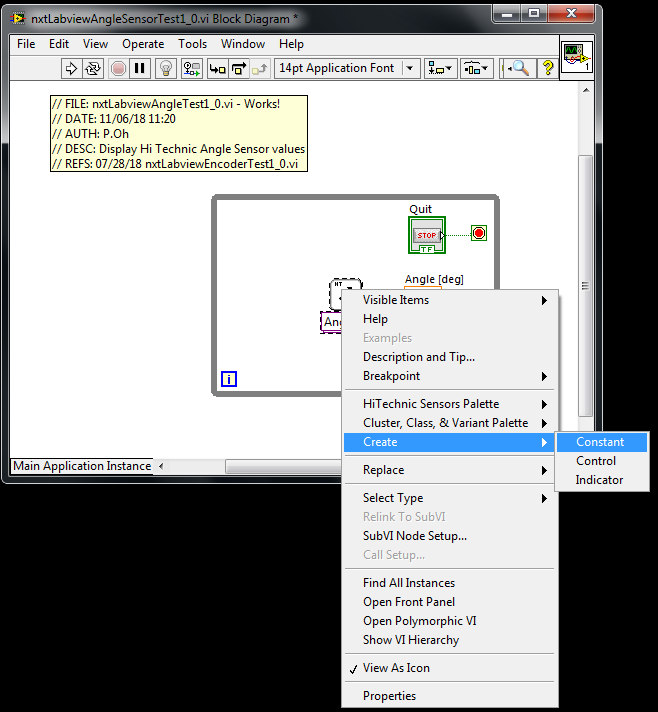 nxtLabviewAngleSensorTest1_0.vi Block Diagram *
File Edit View Operate Tools Window Help
14pt Application Font
// FILE: nxtLabviewAngleTest1_0.vi - Works!
// DATE: 11/06/18 11:20
// AUTH: P.Oh
// DESC: Display Hi Technic Angle Sensor values
// REFS: 07/28/18 nxtLabviewEncoderTest1_0.vi
Quit
STOP
TF
Angle [deg]
HT
Ang
i
Main Application Instance
Visible Items
Help
Examples
Description and Tip...
Breakpoint
HiTechnic Sensors Palette
Cluster, Class, & Variant Palette
Create
Replace
Select Type
Relink To SubVI
SubVI Node Setup...
Call Setup...
Find All Instances
Open Front Panel
Open Polymorphic VI
Show VI Hierarchy
View As Icon
Properties
Constant
Control
Indicator